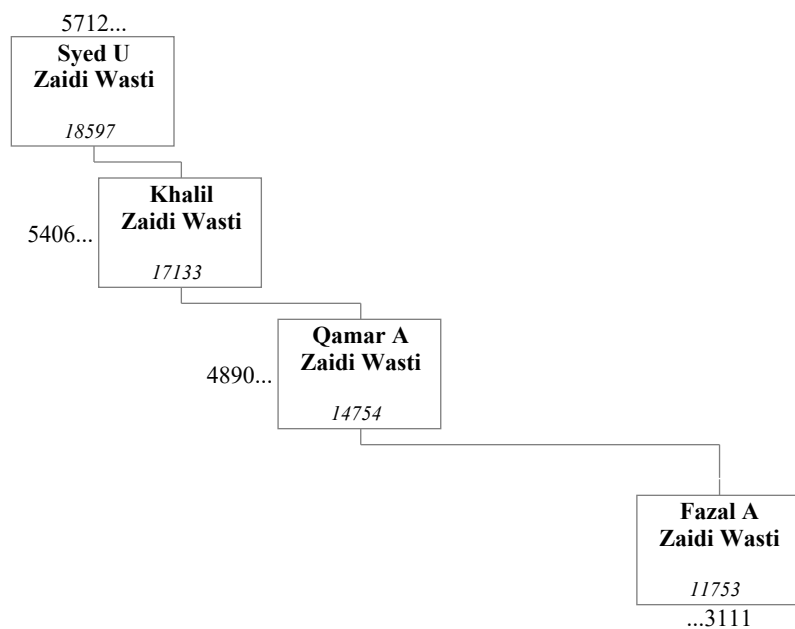 5712...
Syed U
Zaidi Wasti
18597
Khalil
Zaidi Wasti
5406...
17133
Qamar A
Zaidi Wasti
4890...
14754
Fazal A
Zaidi Wasti
11753
...3111